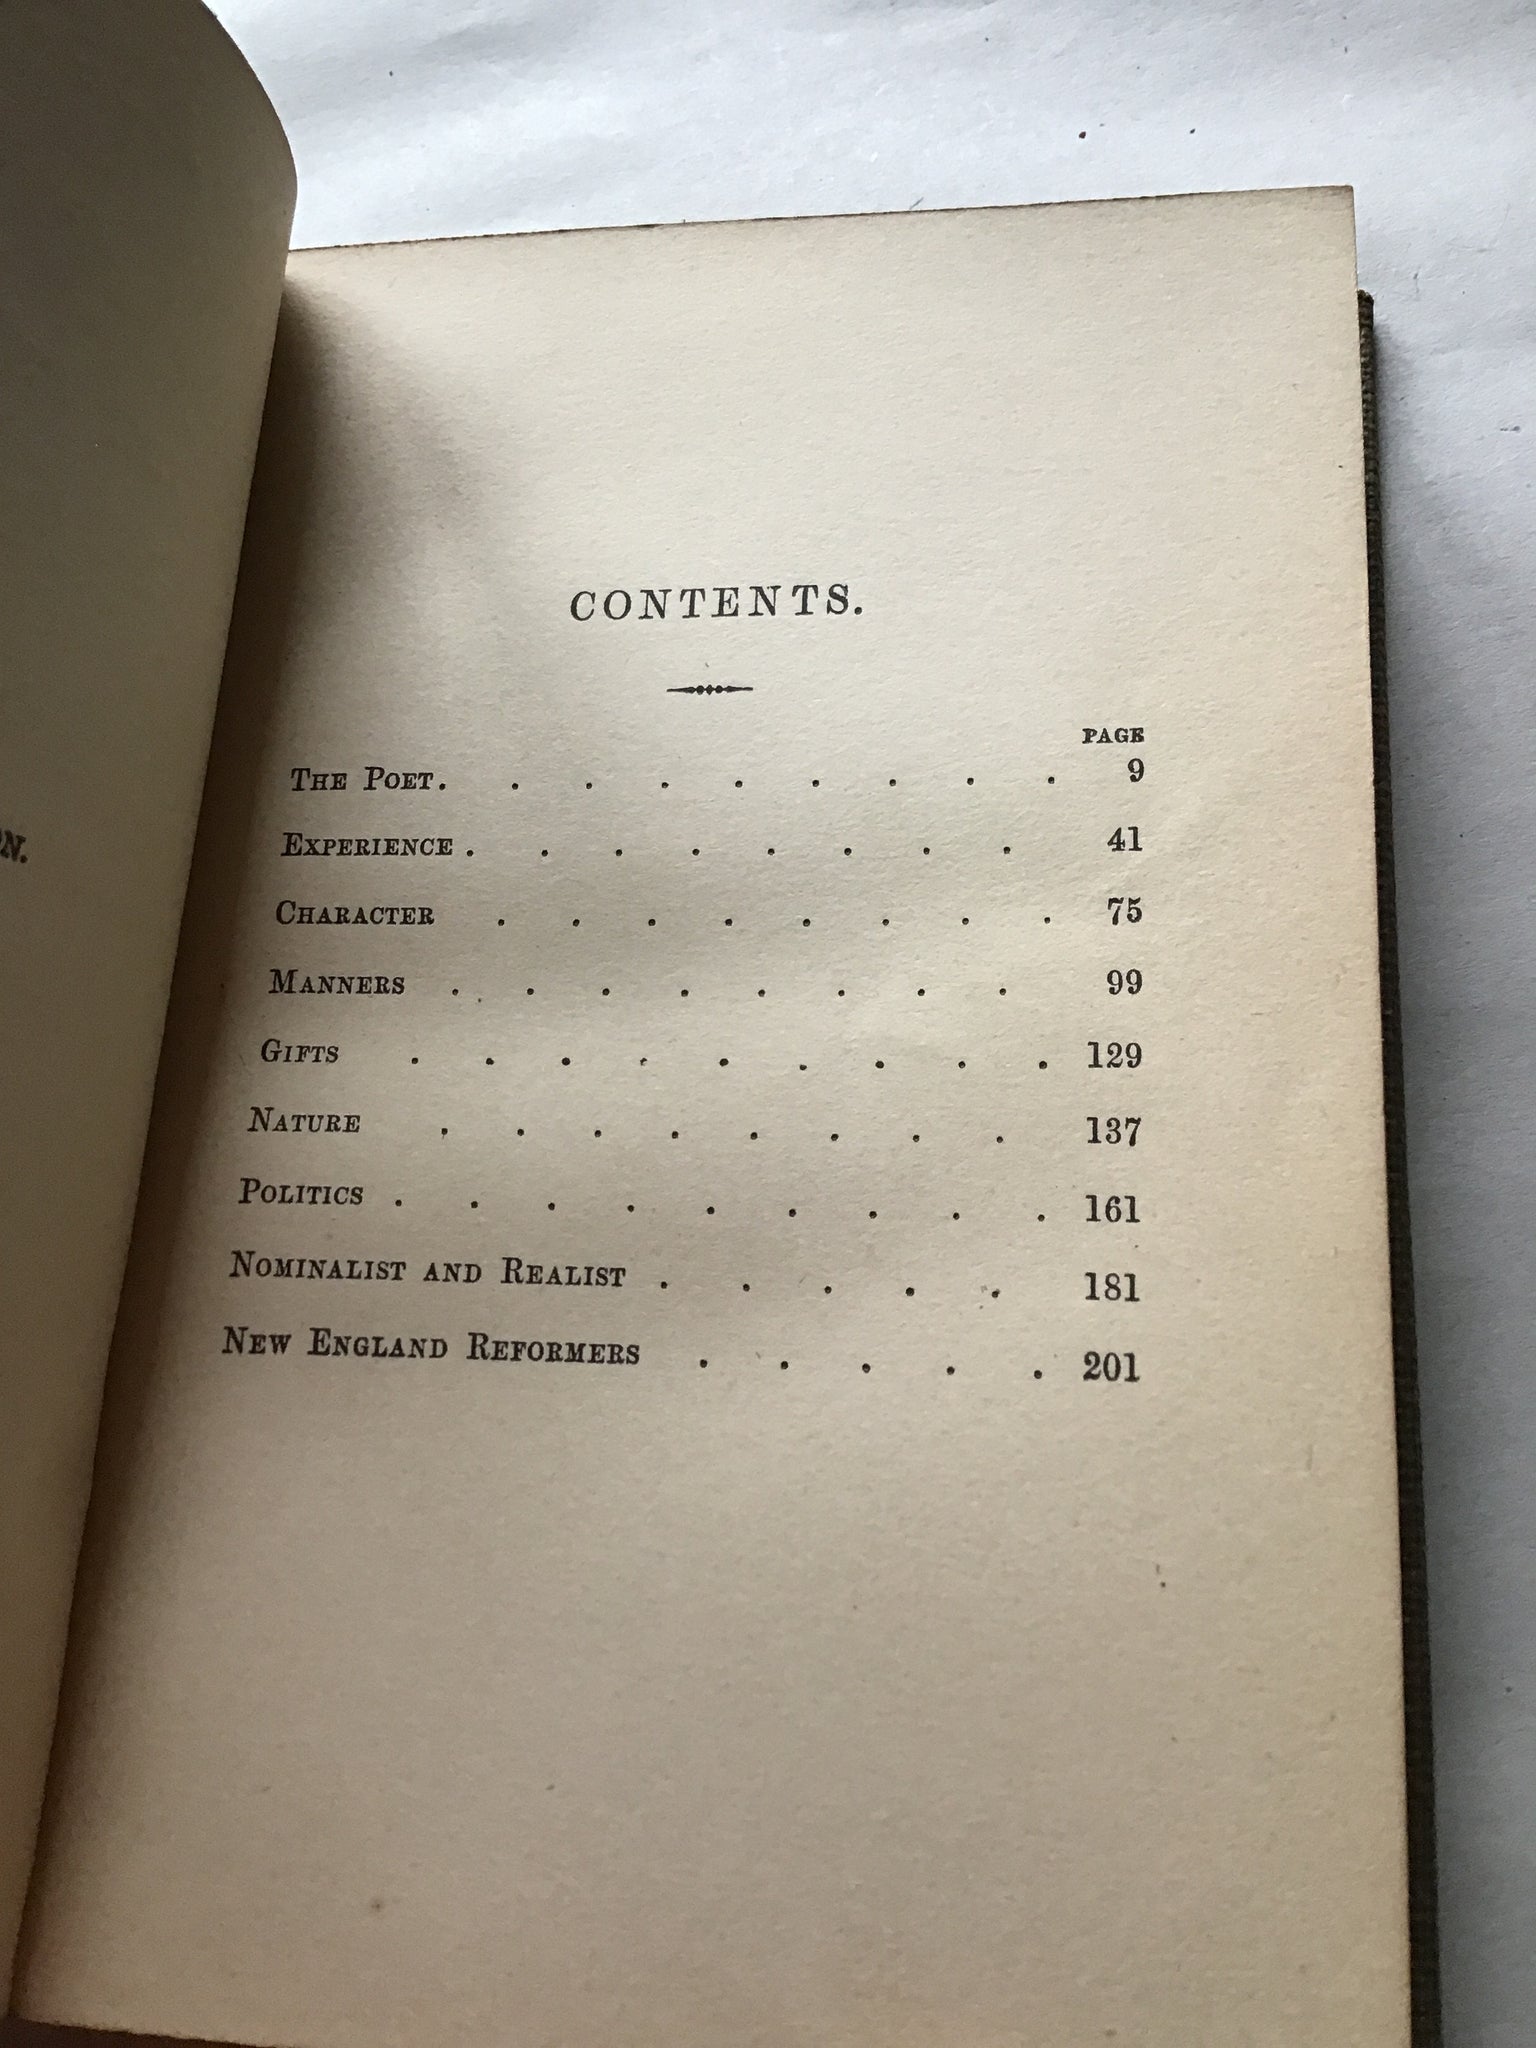 CONTENTS.
PAGE
THE POET. . . . . . . . . 9
EXPERIENCE . . . . . . . . 41
CHARACTER . . . . . . . . 75
MANNERS . . . . . . . . 99
GIFTS . . . . . . . . . 129
NATURE . . . . . . . . 137
POLITICS . . . . . . . . . 161
NOMINALIST AND REALIST . . . . . 181
NEW ENGLAND REFORMERS . . . . . 201